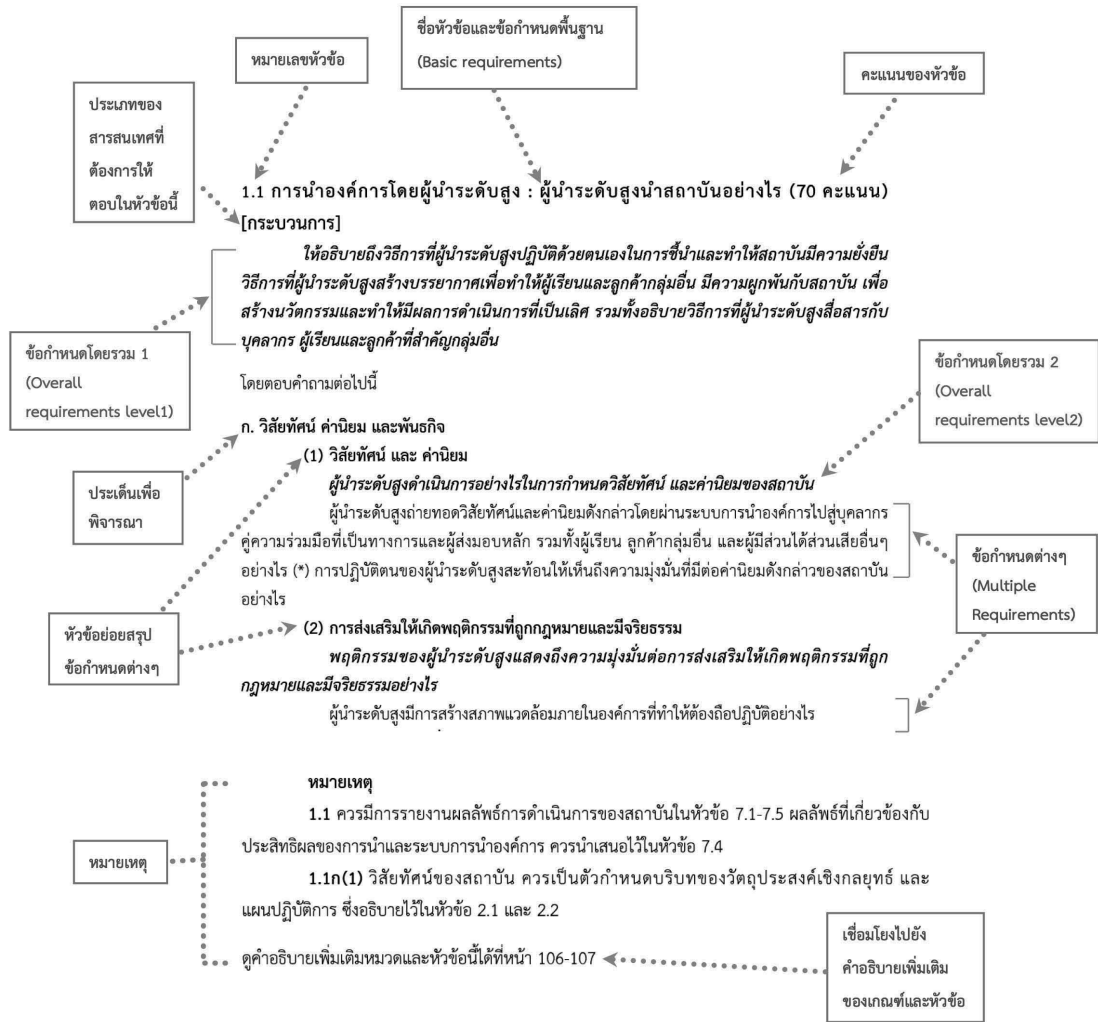 ชื่อหัวข้อและข้อกำหนดพื้นฐาน
(Basic requirements)
หมายเลขหัวข้อ
คะแนนของหัวข้อ
ประเภทของ
สารสนเทศที่
ต้องการให้
ตอบในหัวข้อนี้
1.1 การนำองค์การโดยผู้นำระดับสูง : ผู้นำระดับสูงนำสถาบันอย่างไร (70 คะแนน)
[กระบวนการ]
ให้อธิบายถึงวิธีการที่ผู้นำระดับสูงปฏิบัติด้วยตนเองในการชี้นำและทำให้สถาบันมีความยั่งยืน
วิธีการที่ผู้นำระดับสูงสร้างบรรยากาศเพื่อทำให้ผู้เรียนและลูกค้ากลุ่มอื่น มีความผูกพันกับสถาบัน เพื่อ
สร้างนวัตกรรมและทำให้มีผลการดำเนินการที่เป็นเลิศ รวมทั้งอธิบายวิธีการที่ผู้นำระดับสูงสื่อสารกับ
บุคลากร ผู้เรียนและลูกค้าที่สำคัญกลุ่มอื่น
ข้อกำหนดโดยรวม 1
(Overall
requirements level1)
โดยตอบคำถามต่อไปนี้
ข้อกำหนดโดยรวม 2
(Overall
requirements level2)
ก. วิสัยทัศน์ ค่านิยม และพันธกิจ
(1) วิสัยทัศน์ และ ค่านิยม
ผู้นำระดับสูงดำเนินการอย่างไรในการกำหนดวิสัยทัศน์ และค่านิยมของสถาบัน
ประเด็นเพื่อ
พิจารณา
ผู้นำระดับสูงถ่ายทอดวิสัยทัศน์และค่านิยมดังกล่าวโดยผ่านระบบการนำองค์การไปสู่บุคลากร
คู่ความร่วมมือที่เป็นทางการและผู้ส่งมอบหลัก รวมทั้งผู้เรียน ลูกค้ากลุ่มอื่น และผู้มีส่วนได้ส่วนเสียอื่นๆ
อย่างไร (*) การปฏิบัติตนของผู้นำระดับสูงสะท้อนให้เห็นถึงความมุ่งมั่นที่มีต่อค่านิยมดังกล่าวของสถาบัน
อย่างไร
ข้อกำหนดต่างๆ
(Multiple
Requirements)
หัวข้อย่อยสรุป
ข้อกำหนดต่างๆ
(2) การส่งเสริมให้เกิดพฤติกรรมที่ถูกกฎหมายและมีจริยธรรม
พฤติกรรมของผู้นำระดับสูงแสดงถึงความมุ่งมั่นต่อการส่งเสริมให้เกิดพฤติกรรมที่ถูก
กฎหมายและมีจริยธรรมอย่างไร
ผู้นำระดับสูงมีการสร้างสภาพแวดล้อมภายในองค์การที่ทำให้ต้องถือปฏิบัติอย่างไร
หมายเหตุ
1.1 ควรมีการรายงานผลลัพธ์การดำเนินการของสถาบันในหัวข้อ 7.1-7.5 ผลลัพธ์ที่เกี่ยวข้องกับ
ประสิทธิผลของการนำและระบบการนำองค์การ ควรนำเสนอไว้ในหัวข้อ 7.4
หมายเหตุ
1.1ก(1) วิสัยทัศน์ของสถาบัน ควรเป็นตัวกำหนดบริบทของวัตถุประสงค์เชิงกลยุทธ์ และ
แผนปฏิบัติการ ซึ่งอธิบายไว้ในหัวข้อ 2.1 และ 2.2
ดูคำอธิบายเพิ่มเติมหมวดและหัวข้อนี้ได้ที่หน้า 106-107
เชื่อมโยงไปยัง
คำอธิบายเพิ่มเติม
ของเกณฑ์และหัวข้อ